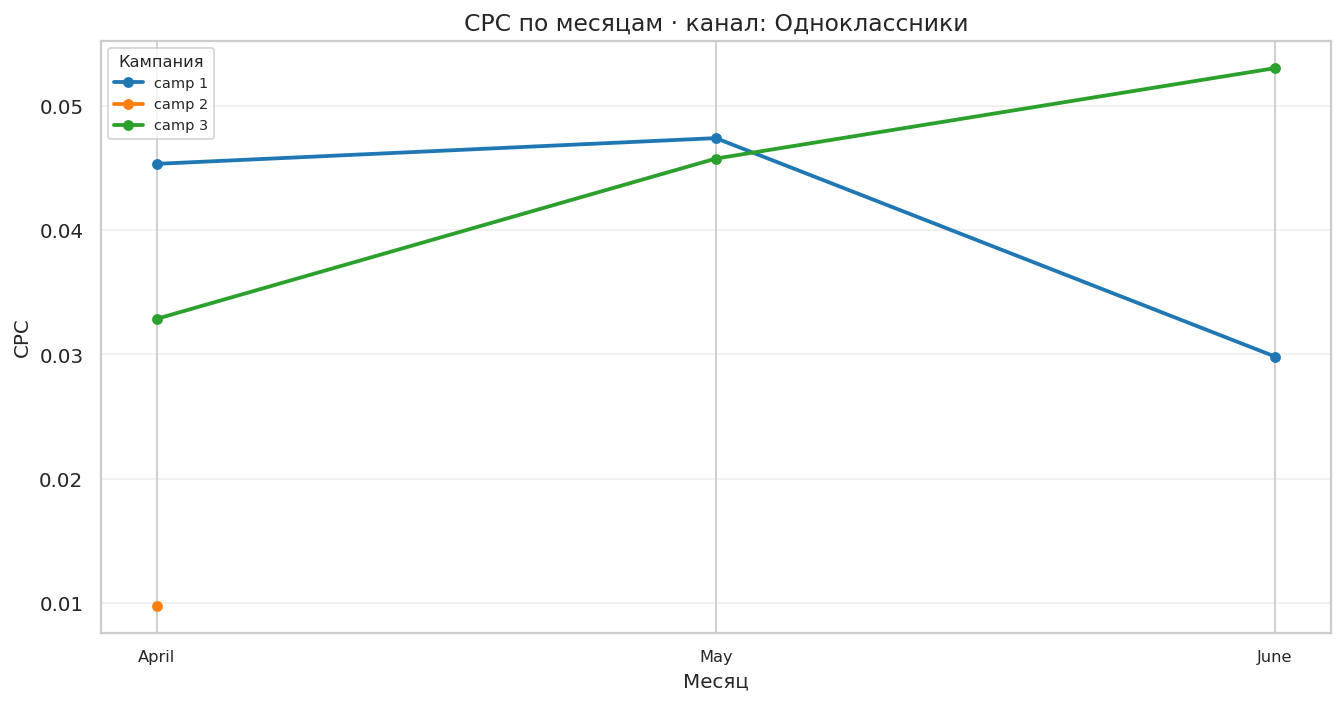 CPC по месяцам · канал: Одноклассники
Кампания
camp 1
camp 2
camp 3
CPC
0.05
0.04
0.03
0.02
0.01
April
May
June
Месяц